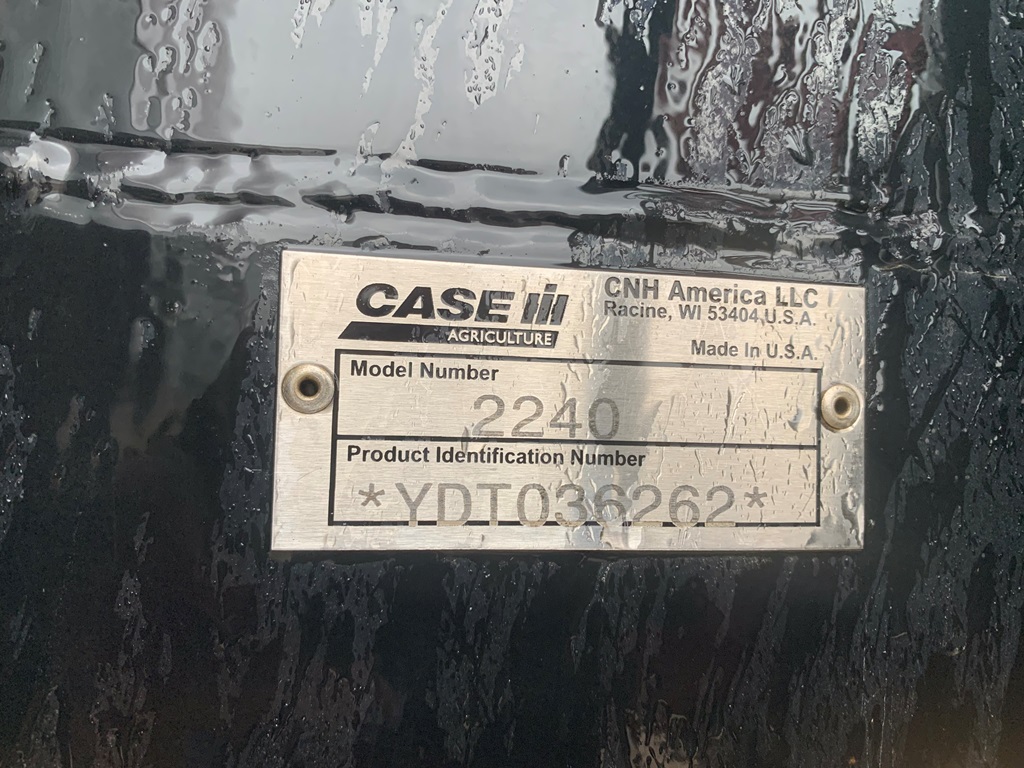 CASE IH
AGRICULTURE
CNH America LLC
Racine, WI 53404,U.S.A.
Made In U.S.A.
Model Number
2240
Product Identification Number
*YDT036262*